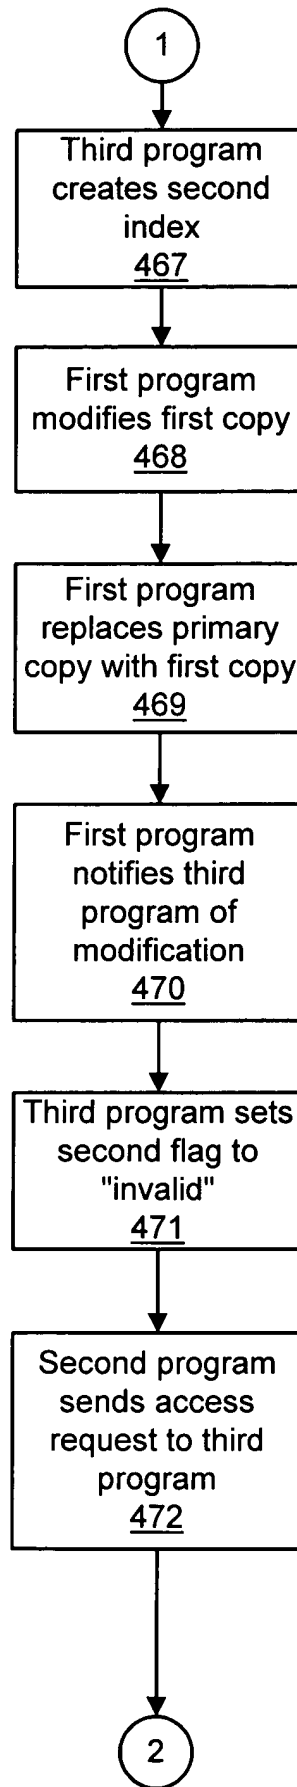 1
Third program
creates second
index
467
First program
modifies first copy
468
First program
replaces primary
copy with first copy
469
First program
notifies third
program of
modification
470
Third program sets
second flag to
"invalid"
471
Second program
sends access
request to third
program
472
2